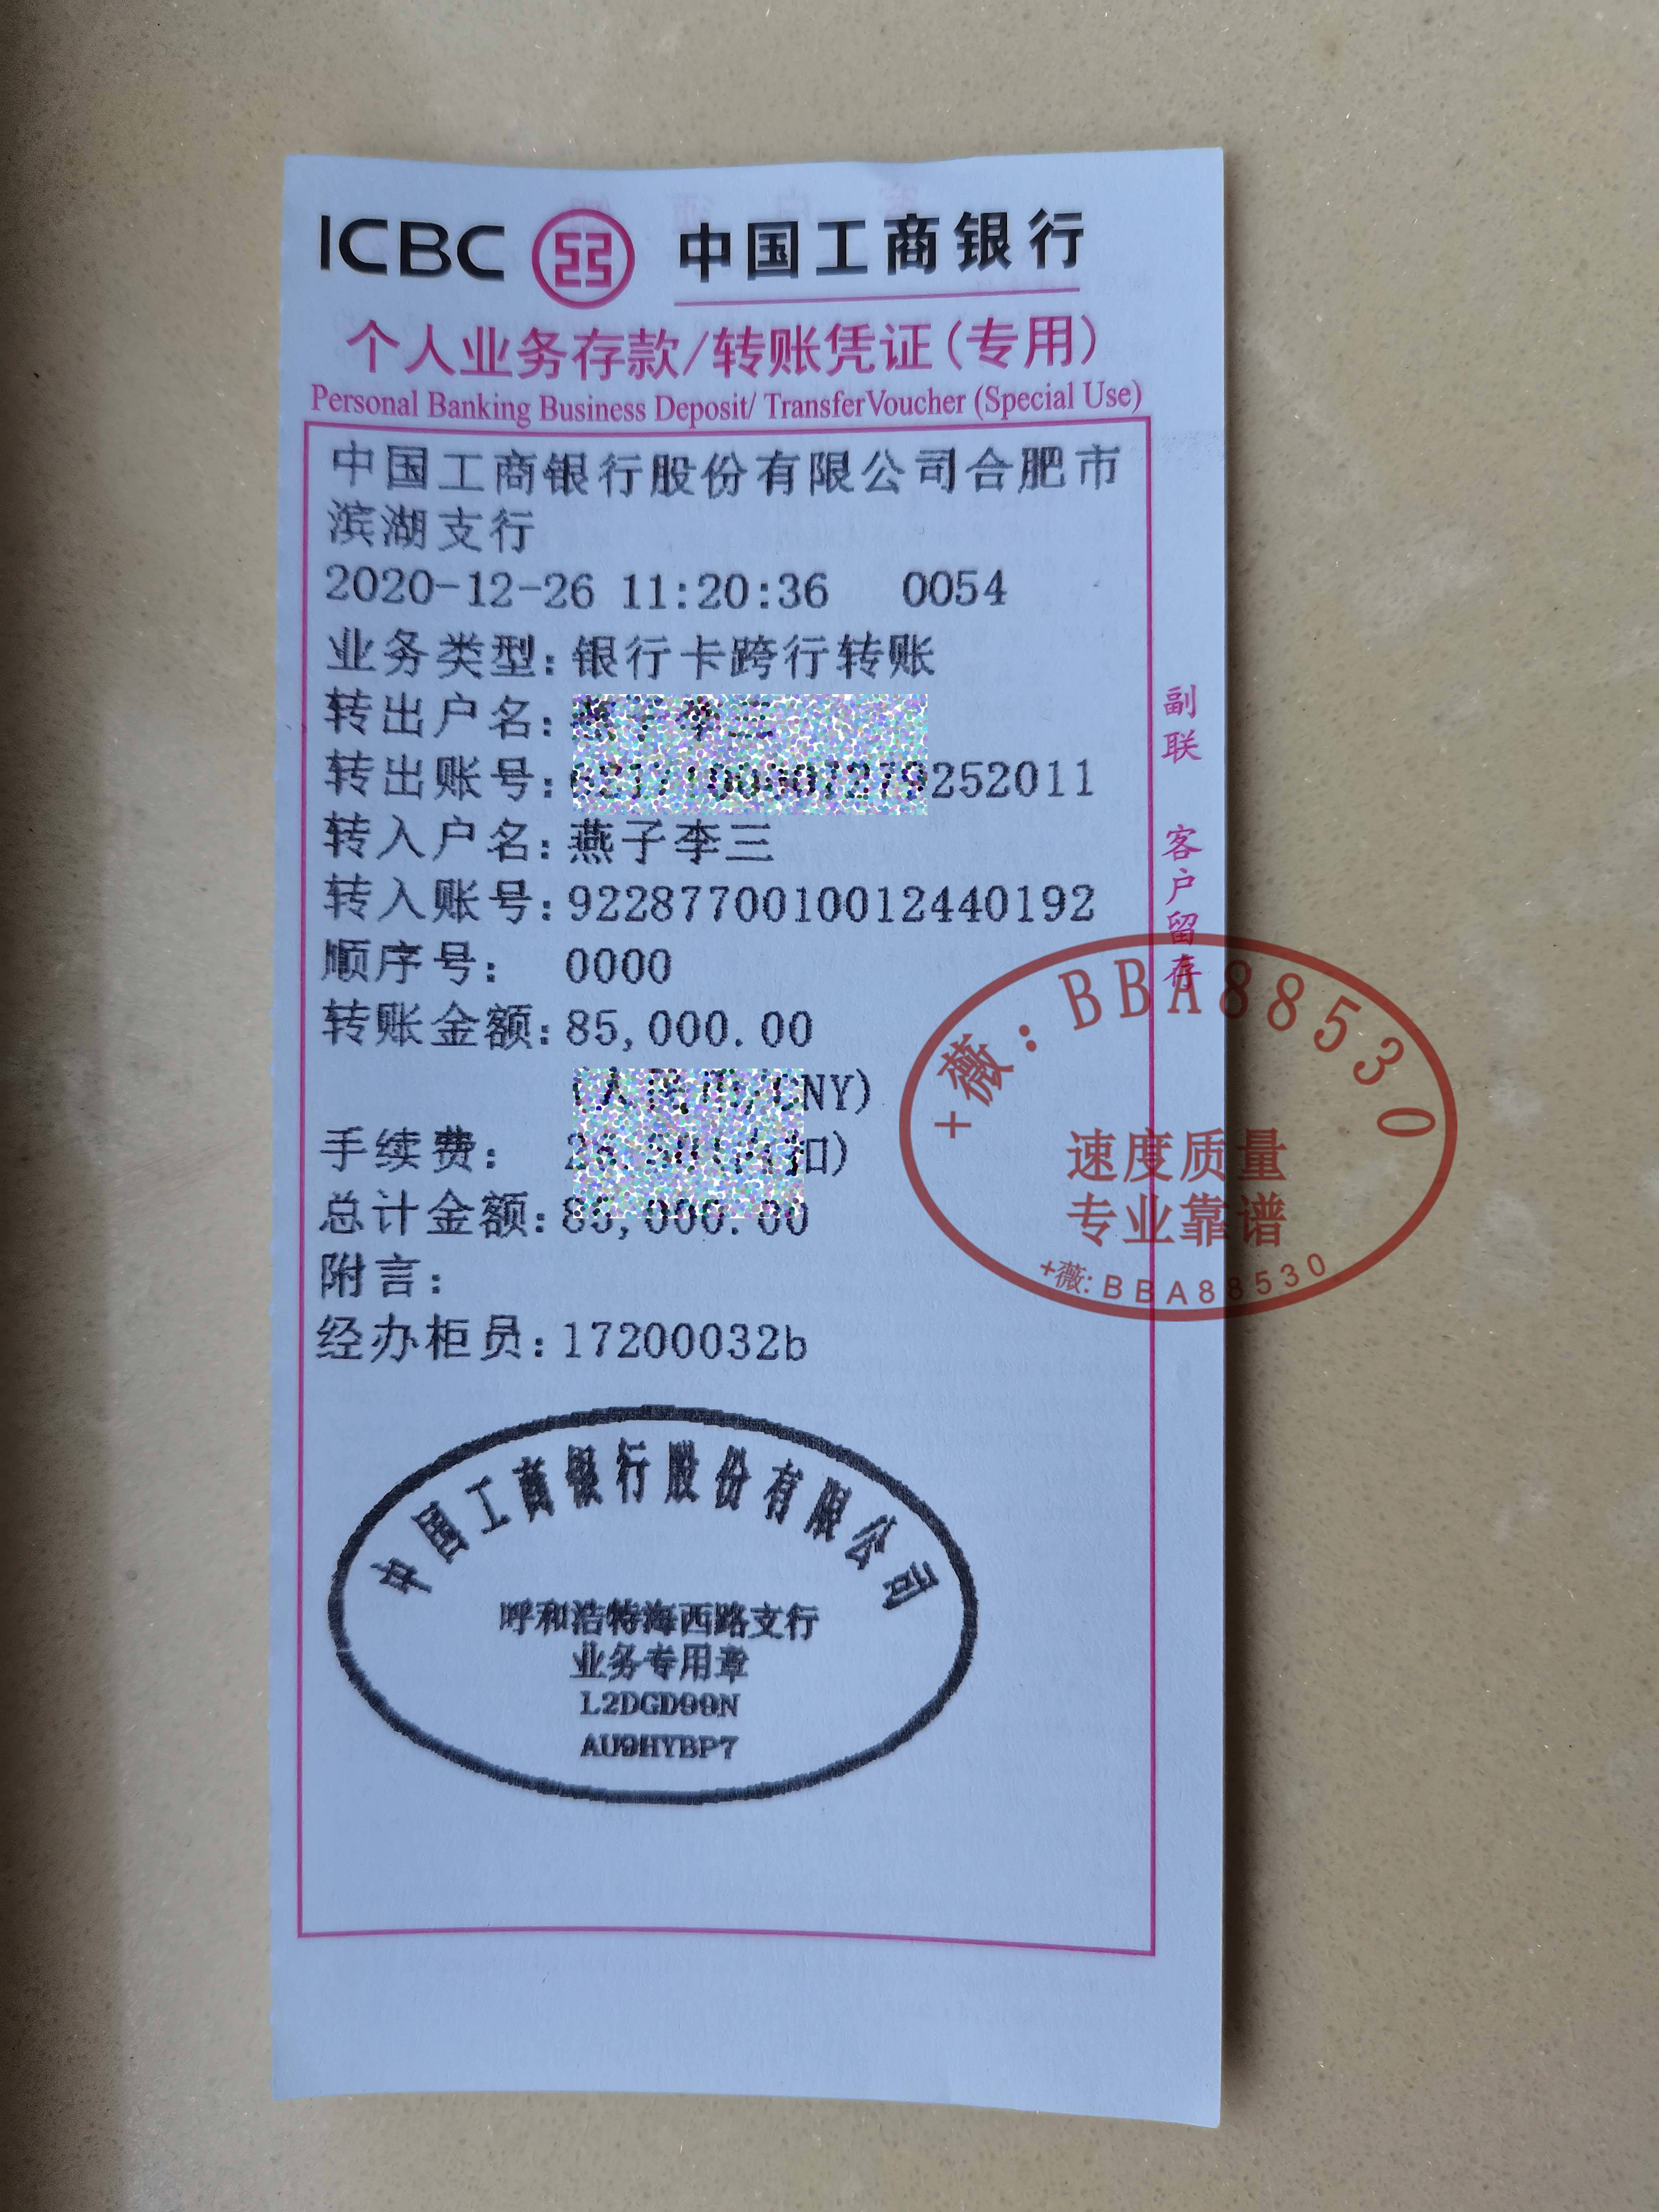 ICBC 中国工商银行
个人业务存款/转账凭证(专用)
Personal Banking Business Deposit/ TransferVoucher (Special Use)
中国工商银行股份有限公司合肥市
滨湖支行
2020-12-26 11:20:36 0054
业务类型:银行卡跨行转账
转出户名:
转出账号: 252011
转入户名:燕子李三
转入账号:9228770010012440192
顺序号: 0000
转账金额:85,000.00
NY)
手续费: 扣)
总计金额:85,000.00
附言:
经办柜员:17200032b
副联 客户留存
中国工商银行股份有限公司
呼和浩特海西路支行
业务专用章
L2DGD99N
AU9HYBP7
+薇:BBA88530
速度质量
专业靠谱
+薇:BBA88530